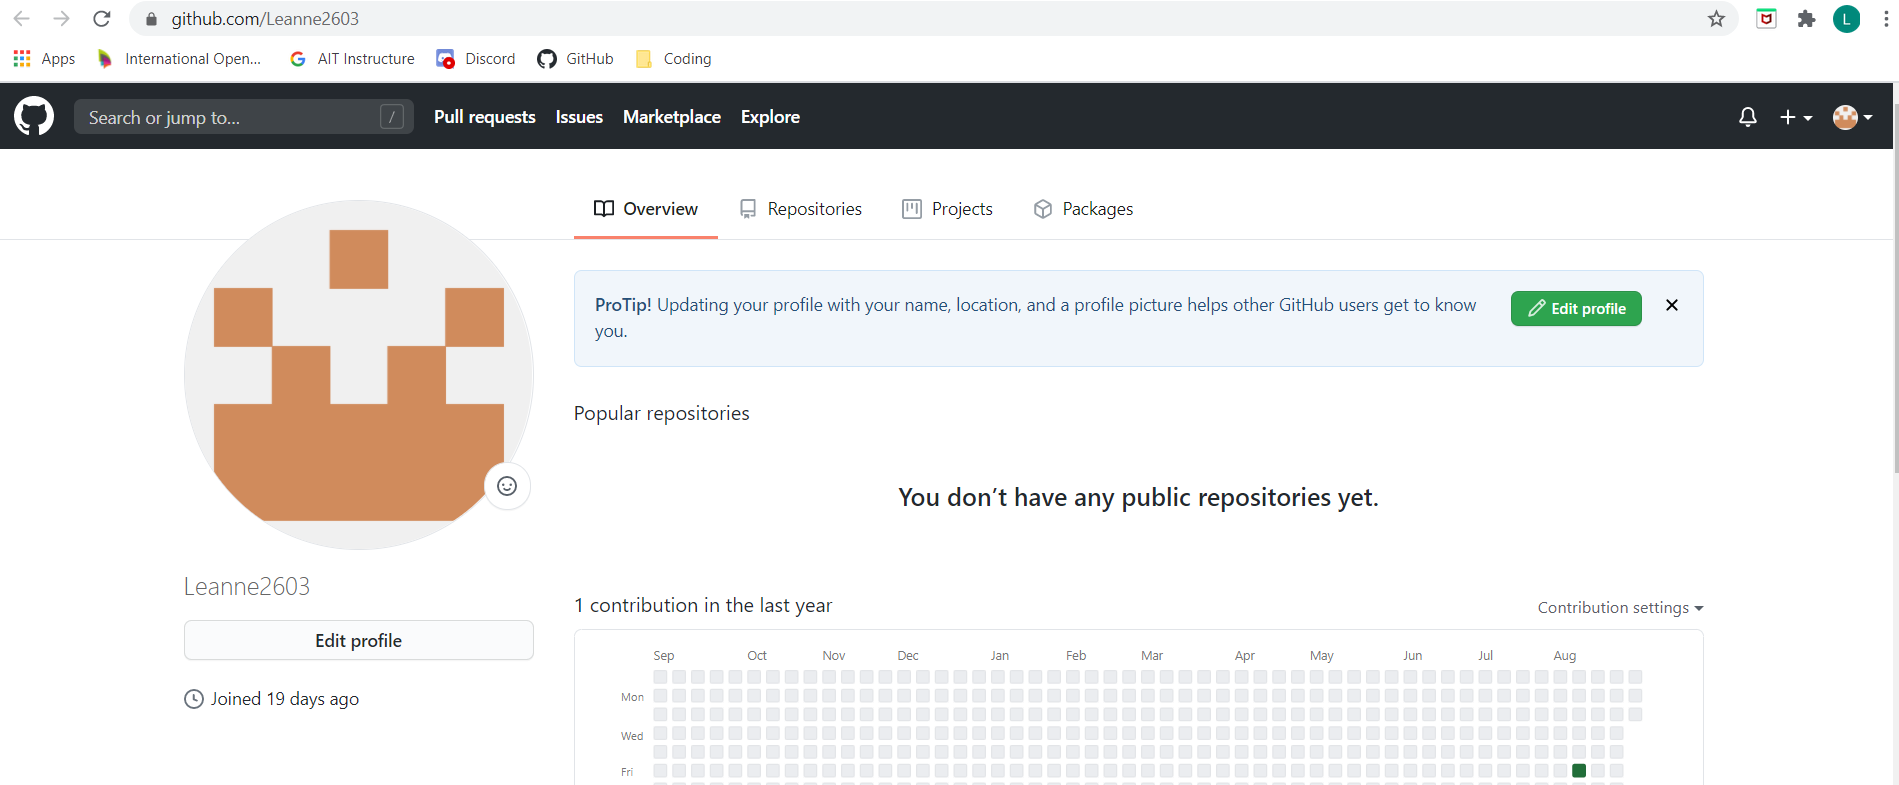 github.com/Leanne2603
L
Apps International Open... AIT Instructure Discord GitHub Coding
Search or jump to... / Pull requests Issues Marketplace Explore
Overview Repositories Projects Packages
ProTip! Updating your profile with your name, location, and a profile picture helps other GitHub users get to know
you.
Edit profile
Popular repositories
You don't have any public repositories yet.
Leanne2603
Edit profile
Joined 19 days ago
1 contribution in the last year
Contribution settings
Sep Oct Nov Dec Jan Feb Mar Apr May Jun Jul Aug
Mon
Wed
Fri